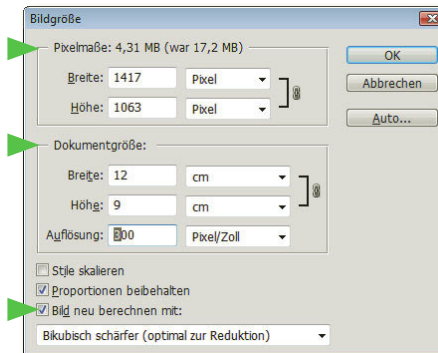 Bildgröße
Pixelmaße: 4,31 MB (war 17,2 MB)
OK
Breite: 1417 Pixel
Abbrechen
Höhe: 1063 Pixel
Auto...
Dokumentgröße:
Breite: 12 cm
Höhe: 9 cm
Auflösung: 300 Pixel/Zoll
Stile skalieren
Proportionen beibehalten
Bild neu berechnen mit:
Bikubisch schärfer (optimal zur Reduktion)